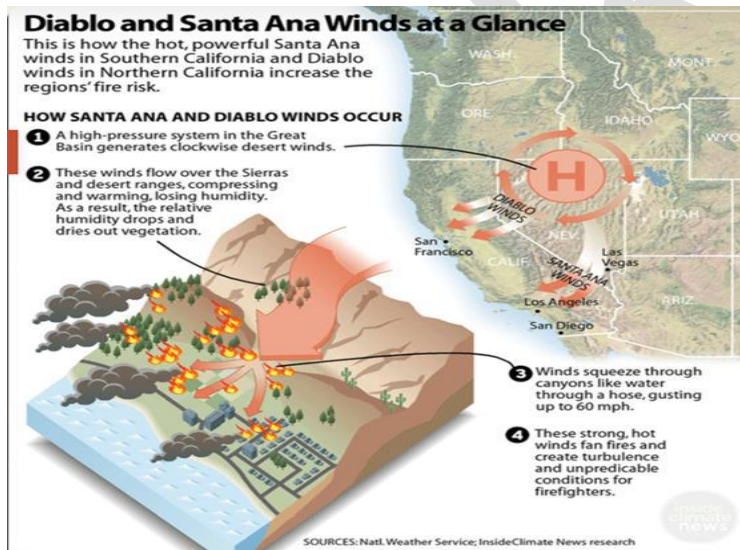 Diablo and Santa Ana Winds at a Glance
This is how the hot, powerful Santa Ana
winds in Southern California and Diablo
winds in Northern California increase the
regions' fire risk.
HOW SANTA ANA AND DIABLO WINDS OCCUR
1 A high-pressure system in the Great
Basin generates clockwise desert winds.
2 These winds flow over the Sierras
and desert ranges, compressing
and warming, losing humidity.
As a result, the relative
humidity drops and
dries out vegetation.
WASH.
MONT.
ORE.
IDAHO
WYO
H
DIABLO
WINDS
UTAH
San
Francisco
NEV.
CALIF.
Las
Vegas
SANTA ANA
WINDS
Los Angeles
ARIZ.
San Diego
3 Winds squeeze through
canyons like water
through a hose, gusting
up to 60 mph.
4 These strong, hot
winds fan fires and
create turbulence
and unpredicable
conditions for
firefighters.
inside
climate
news
SOURCES: Natl. Weather Service; InsideClimate News research